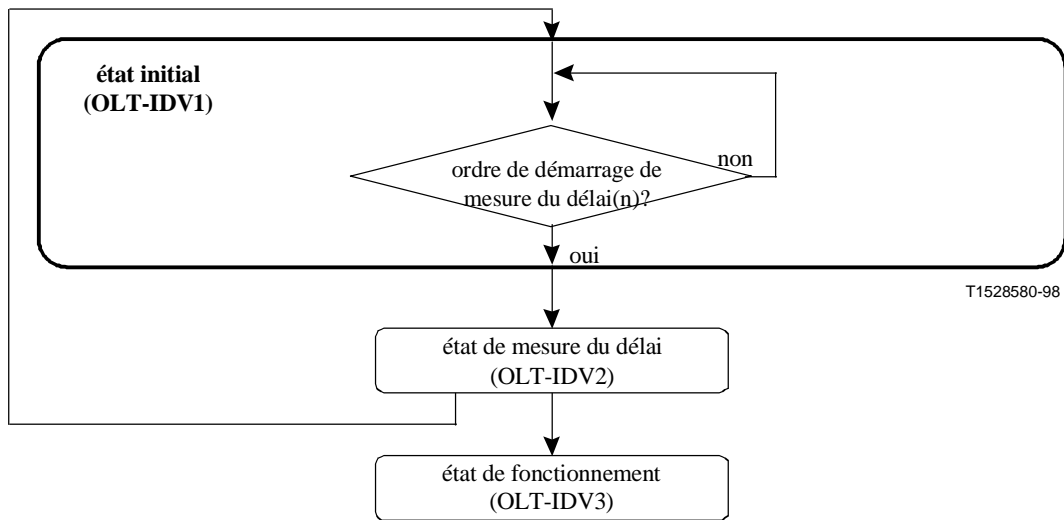 état initial
(OLT-IDV1)
non
ordre de démarrage de
mesure du délai(n)?
oui
T1528580-98
état de mesure du délai
(OLT-IDV2)
état de fonctionnement
(OLT-IDV3)